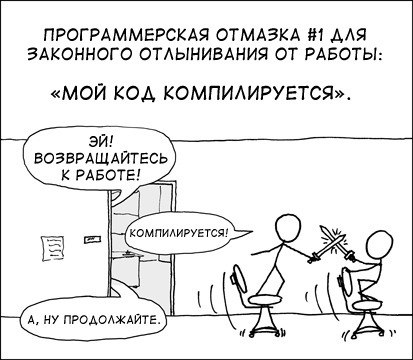 ПРОГРАММЕРСКАЯ ОТМАЗКА #1 ДЛЯ
ЗАКОННОГО ОТЛЫНИВАНИЯ ОТ РАБОТЫ:
«МОЙ КОД КОМПИЛИРУЕТСЯ».
ЭЙ!
ВОЗВРАЩАЙТЕСЬ
К РАБОТЕ!
КОМПИЛИРУЕТСЯ!
А, НУ ПРОДОЛЖАЙТЕ.